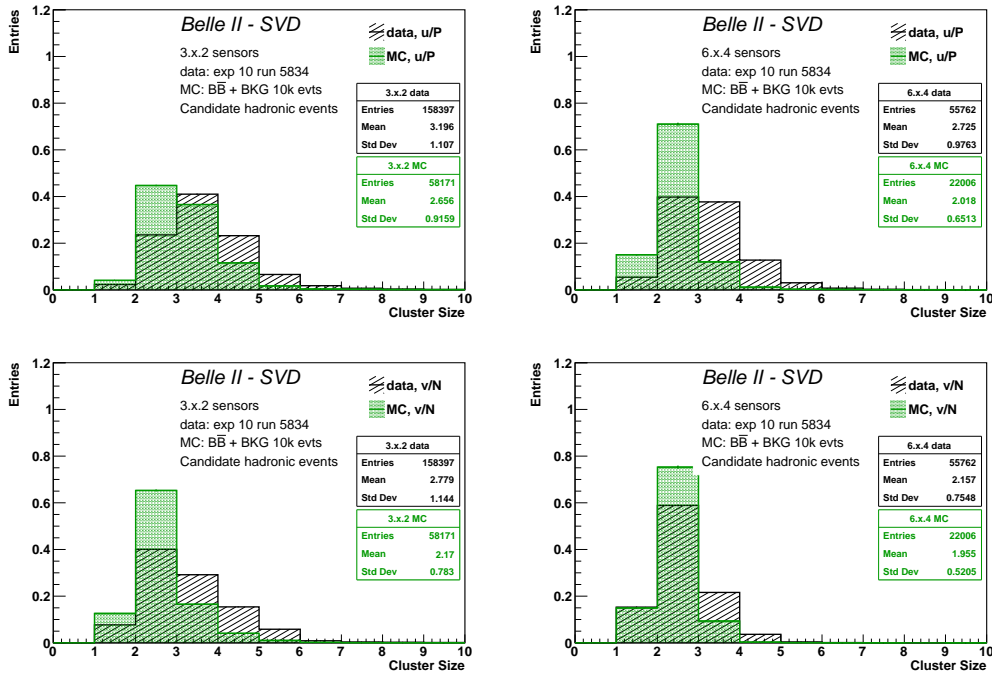 Entries
1.2
1
0.8
0.6
0.4
0.2
0
0 1 2 3 4 5 6 7 8 9 10
Cluster Size
Belle II - SVD
3.x.2 sensors
data: exp 10 run 5834
MC: BB̅ + BKG 10k evts
Candidate hadronic events
data, u/P
MC, u/P
3.x.2 data
Entries 158397
Mean 3.196
Std Dev 1.107
3.x.2 MC
Entries 58171
Mean 2.656
Std Dev 0.9159
Entries
1.2
1
0.8
0.6
0.4
0.2
0
0 1 2 3 4 5 6 7 8 9 10
Cluster Size
Belle II - SVD
6.x.4 sensors
data: exp 10 run 5834
MC: BB̅ + BKG 10k evts
Candidate hadronic events
data, u/P
MC, u/P
6.x.4 data
Entries 55762
Mean 2.725
Std Dev 0.9763
6.x.4 MC
Entries 22006
Mean 2.018
Std Dev 0.6513
Entries
1.2
1
0.8
0.6
0.4
0.2
0
0 1 2 3 4 5 6 7 8 9 10
Cluster Size
Belle II - SVD
3.x.2 sensors
data: exp 10 run 5834
MC: BB̅ + BKG 10k evts
Candidate hadronic events
data, v/N
MC, v/N
3.x.2 data
Entries 158397
Mean 2.779
Std Dev 1.144
3.x.2 MC
Entries 58171
Mean 2.17
Std Dev 0.783
Entries
1.2
1
0.8
0.6
0.4
0.2
0
0 1 2 3 4 5 6 7 8 9 10
Cluster Size
Belle II - SVD
6.x.4 sensors
data: exp 10 run 5834
MC: BB̅ + BKG 10k evts
Candidate hadronic events
data, v/N
MC, v/N
6.x.4 data
Entries 55762
Mean 2.157
Std Dev 0.7548
6.x.4 MC
Entries 22006
Mean 1.955
Std Dev 0.5205